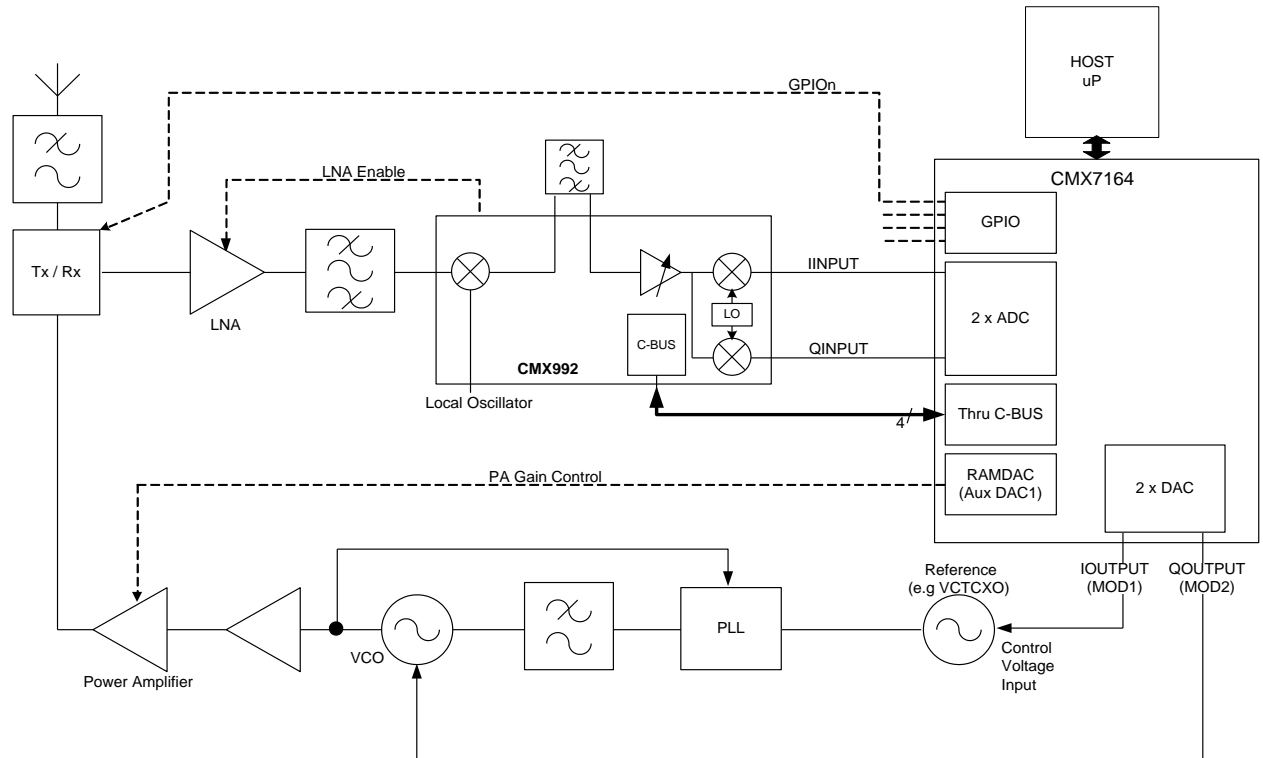 HOST
uP
GPIOn
CMX7164
LNA Enable
GPIO
Tx / Rx
IINPUT
LNA
LO
2 x ADC
C-BUS
QINPUT
CMX992
Local Oscillator
4
Thru C-BUS
PA Gain Control
RAMDAC
(Aux DAC1)
2 x DAC
Reference
(e.g VCTCXO)
IOUTPUT
(MOD1)
QOUTPUT
(MOD2)
PLL
VCO
Control
Voltage
Input
Power Amplifier